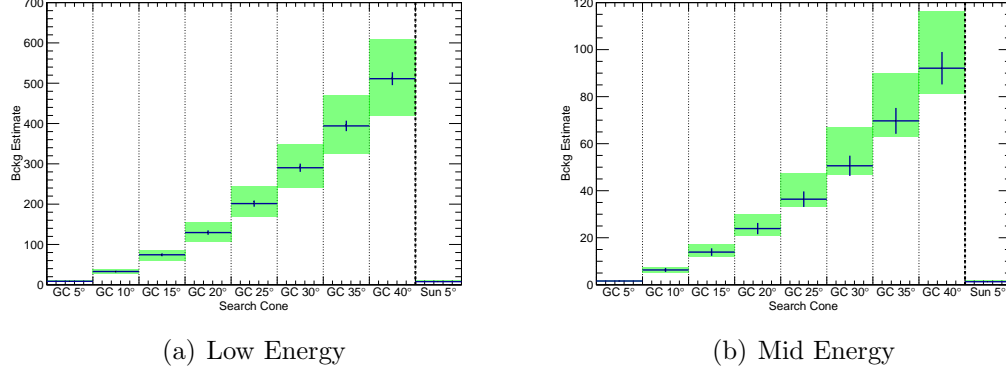 700
600
500
400
300
200
100
0
Bckg Estimate
GC 5° GC 10° GC 15° GC 20° GC 25° GC 30° GC 35° GC 40° Sun 5°
Search Cone
(a) Low Energy
120
100
80
60
40
20
0
Bckg Estimate
GC 5° GC 10° GC 15° GC 20° GC 25° GC 30° GC 35° GC 40° Sun 5°
Search Cone
(b) Mid Energy